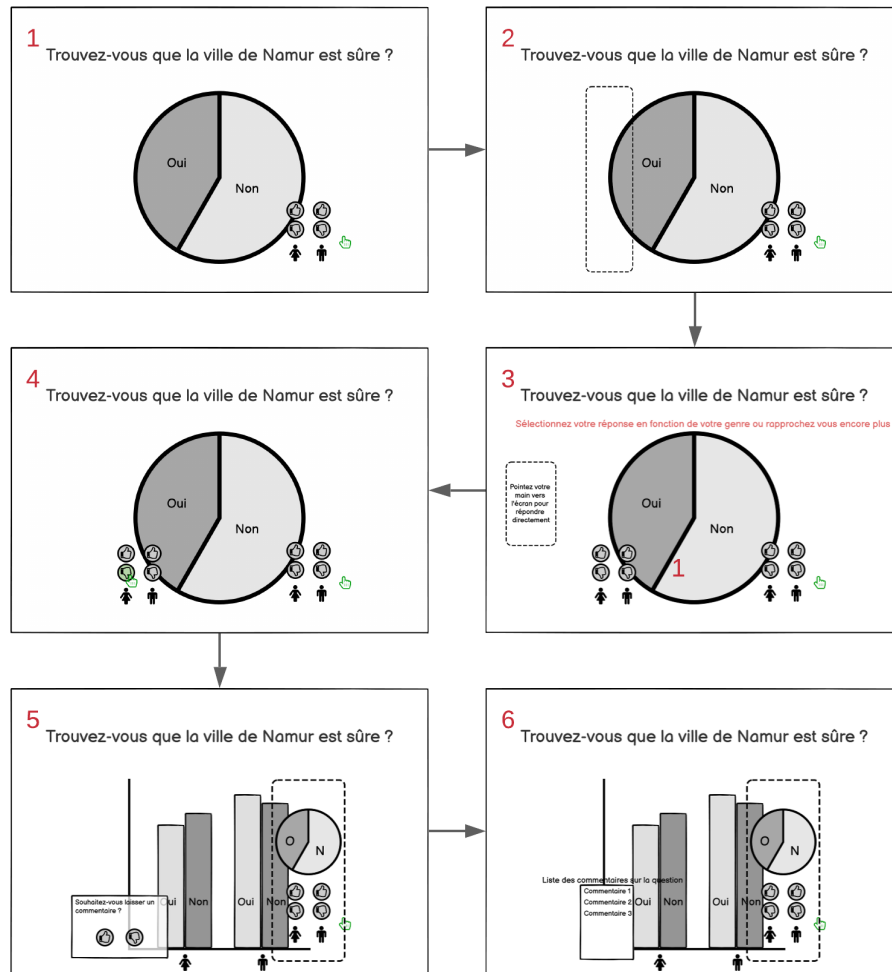 1
Trouvez-vous que la ville de Namur est sûre ?
Oui
Non
2
Trouvez-vous que la ville de Namur est sûre ?
Oui
Non
4
Trouvez-vous que la ville de Namur est sûre ?
Oui
Non
3
Trouvez-vous que la ville de Namur est sûre ?
Sélectionnez votre réponse en fonction de votre genre ou rapprochez vous encore plus
Pointez votre
main vers
l'écran pour
répondre
directement
Oui
Non
1
5
Trouvez-vous que la ville de Namur est sûre ?
O
N
Souhaitez-vous laisser un
commentaire ?
Oui
Non
Oui
Non
6
Trouvez-vous que la ville de Namur est sûre ?
O
N
Liste des commentaires sur la question
Commentaire 1
Commentaire 2
Commentaire 3
Oui
Non
Oui
Non